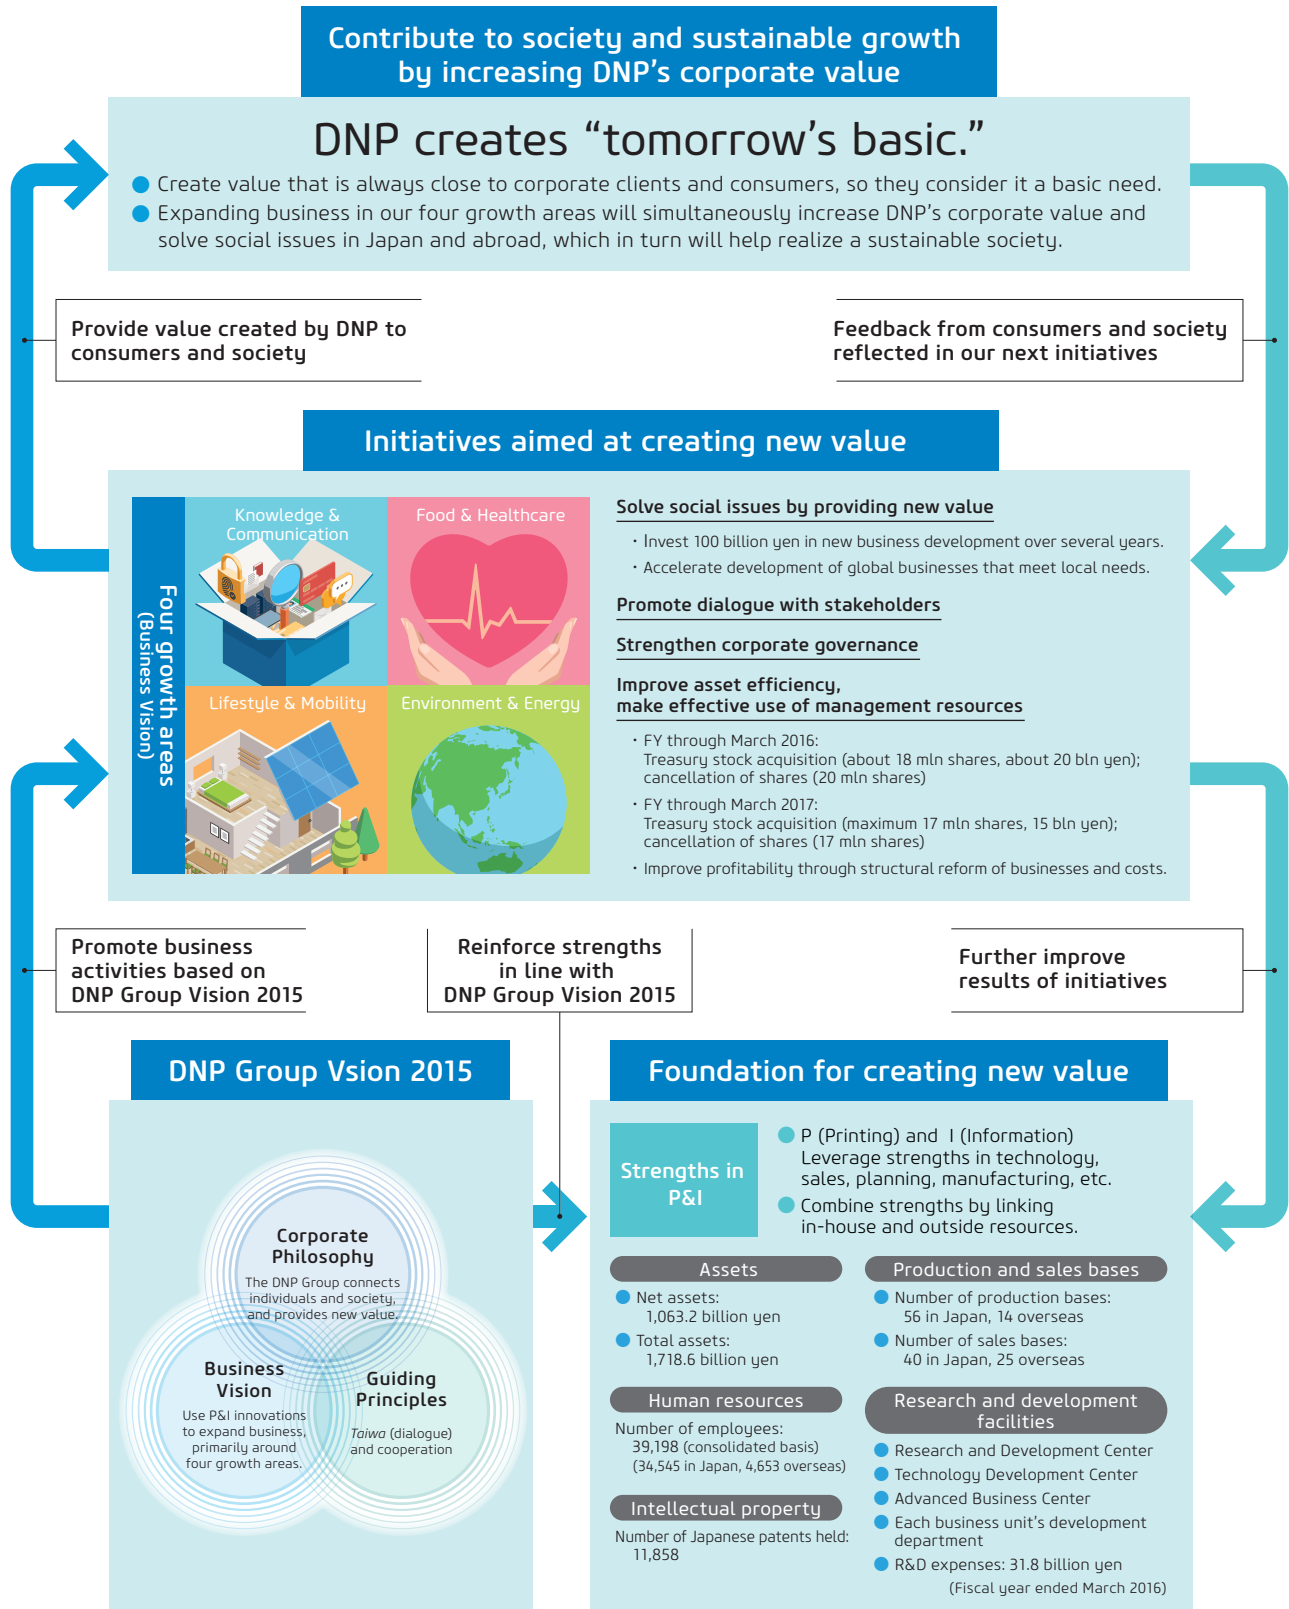 Contribute to society and sustainable growth
by increasing DNP's corporate value
DNP creates “tomorrow's basic.”
● Create value that is always close to corporate clients and consumers, so they consider it a basic need.
● Expanding business in our four growth areas will simultaneously increase DNP's corporate value and
solve social issues in Japan and abroad, which in turn will help realize a sustainable society.
Provide value created by DNP to
consumers and society
Feedback from consumers and society
reflected in our next initiatives
Initiatives aimed at creating new value
Four growth areas
(Business Vision)
Knowledge &
Communication
Food & Healthcare
Lifestyle & Mobility
Environment & Energy
Solve social issues by providing new value
・Invest 100 billion yen in new business development over several years.
・Accelerate development of global businesses that meet local needs.
Promote dialogue with stakeholders
Strengthen corporate governance
Improve asset efficiency,
make effective use of management resources
・FY through March 2016:
Treasury stock acquisition (about 18 mln shares, about 20 bln yen);
cancellation of shares (20 mln shares)
・FY through March 2017:
Treasury stock acquisition (maximum 17 mln shares, 15 bln yen);
cancellation of shares (17 mln shares)
・Improve profitability through structural reform of businesses and costs.
Promote business
activities based on
DNP Group Vision 2015
Reinforce strengths
in line with
DNP Group Vision 2015
Further improve
results of initiatives
DNP Group Vsion 2015
Corporate
Philosophy
The DNP Group connects
individuals and society,
and provides new value.
Business
Vision
Use P&I innovations
to expand business,
primarily around
four growth areas.
Guiding
Principles
Taiwa (dialogue)
and cooperation
Foundation for creating new value
Strengths in
P&I
● P (Printing) and I (Information)
Leverage strengths in technology,
sales, planning, manufacturing, etc.
● Combine strengths by linking
in-house and outside resources.
Assets
● Net assets:
1,063.2 billion yen
● Total assets:
1,718.6 billion yen
Human resources
Number of employees:
39,198 (consolidated basis)
(34,545 in Japan, 4,653 overseas)
Intellectual property
Number of Japanese patents held:
11,858
Production and sales bases
● Number of production bases:
56 in Japan, 14 overseas
● Number of sales bases:
40 in Japan, 25 overseas
Research and development
facilities
● Research and Development Center
● Technology Development Center
● Advanced Business Center
● Each business unit's development
department
● R&D expenses: 31.8 billion yen
(Fiscal year ended March 2016)